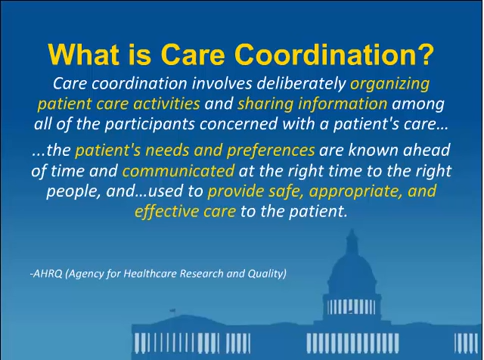 What is Care Coordination?
Care coordination involves deliberately organizing
patient care activities and sharing information among
all of the participants concerned with a patient's care…
...the patient's needs and preferences are known ahead
of time and communicated at the right time to the right
people, and…used to provide safe, appropriate, and
effective care to the patient.
-AHRQ (Agency for Healthcare Research and Quality)